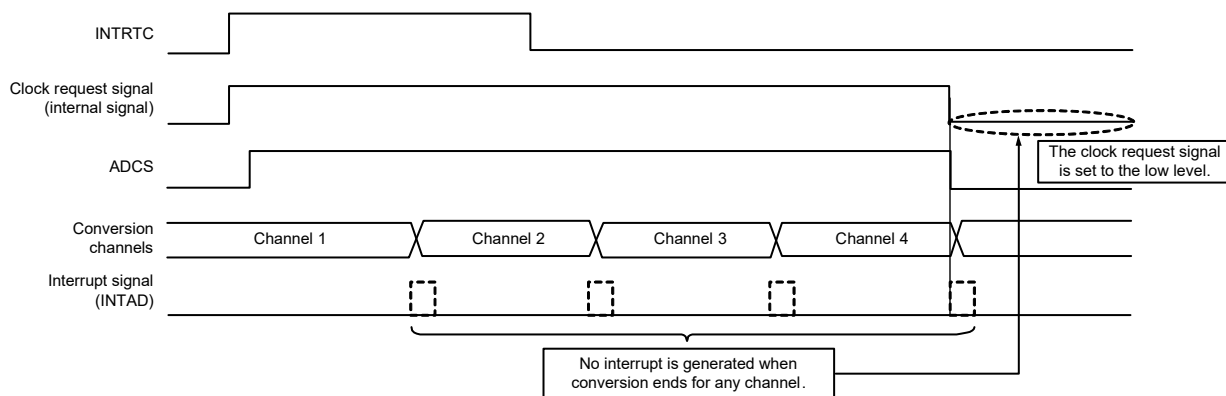 INTRTC
Clock request signal
(internal signal)
The clock request signal
is set to the low level.
ADCS
Conversion
channels
Channel 1
Channel 2
Channel 3
Channel 4
Interrupt signal
(INTAD)
No interrupt is generated when
conversion ends for any channel.